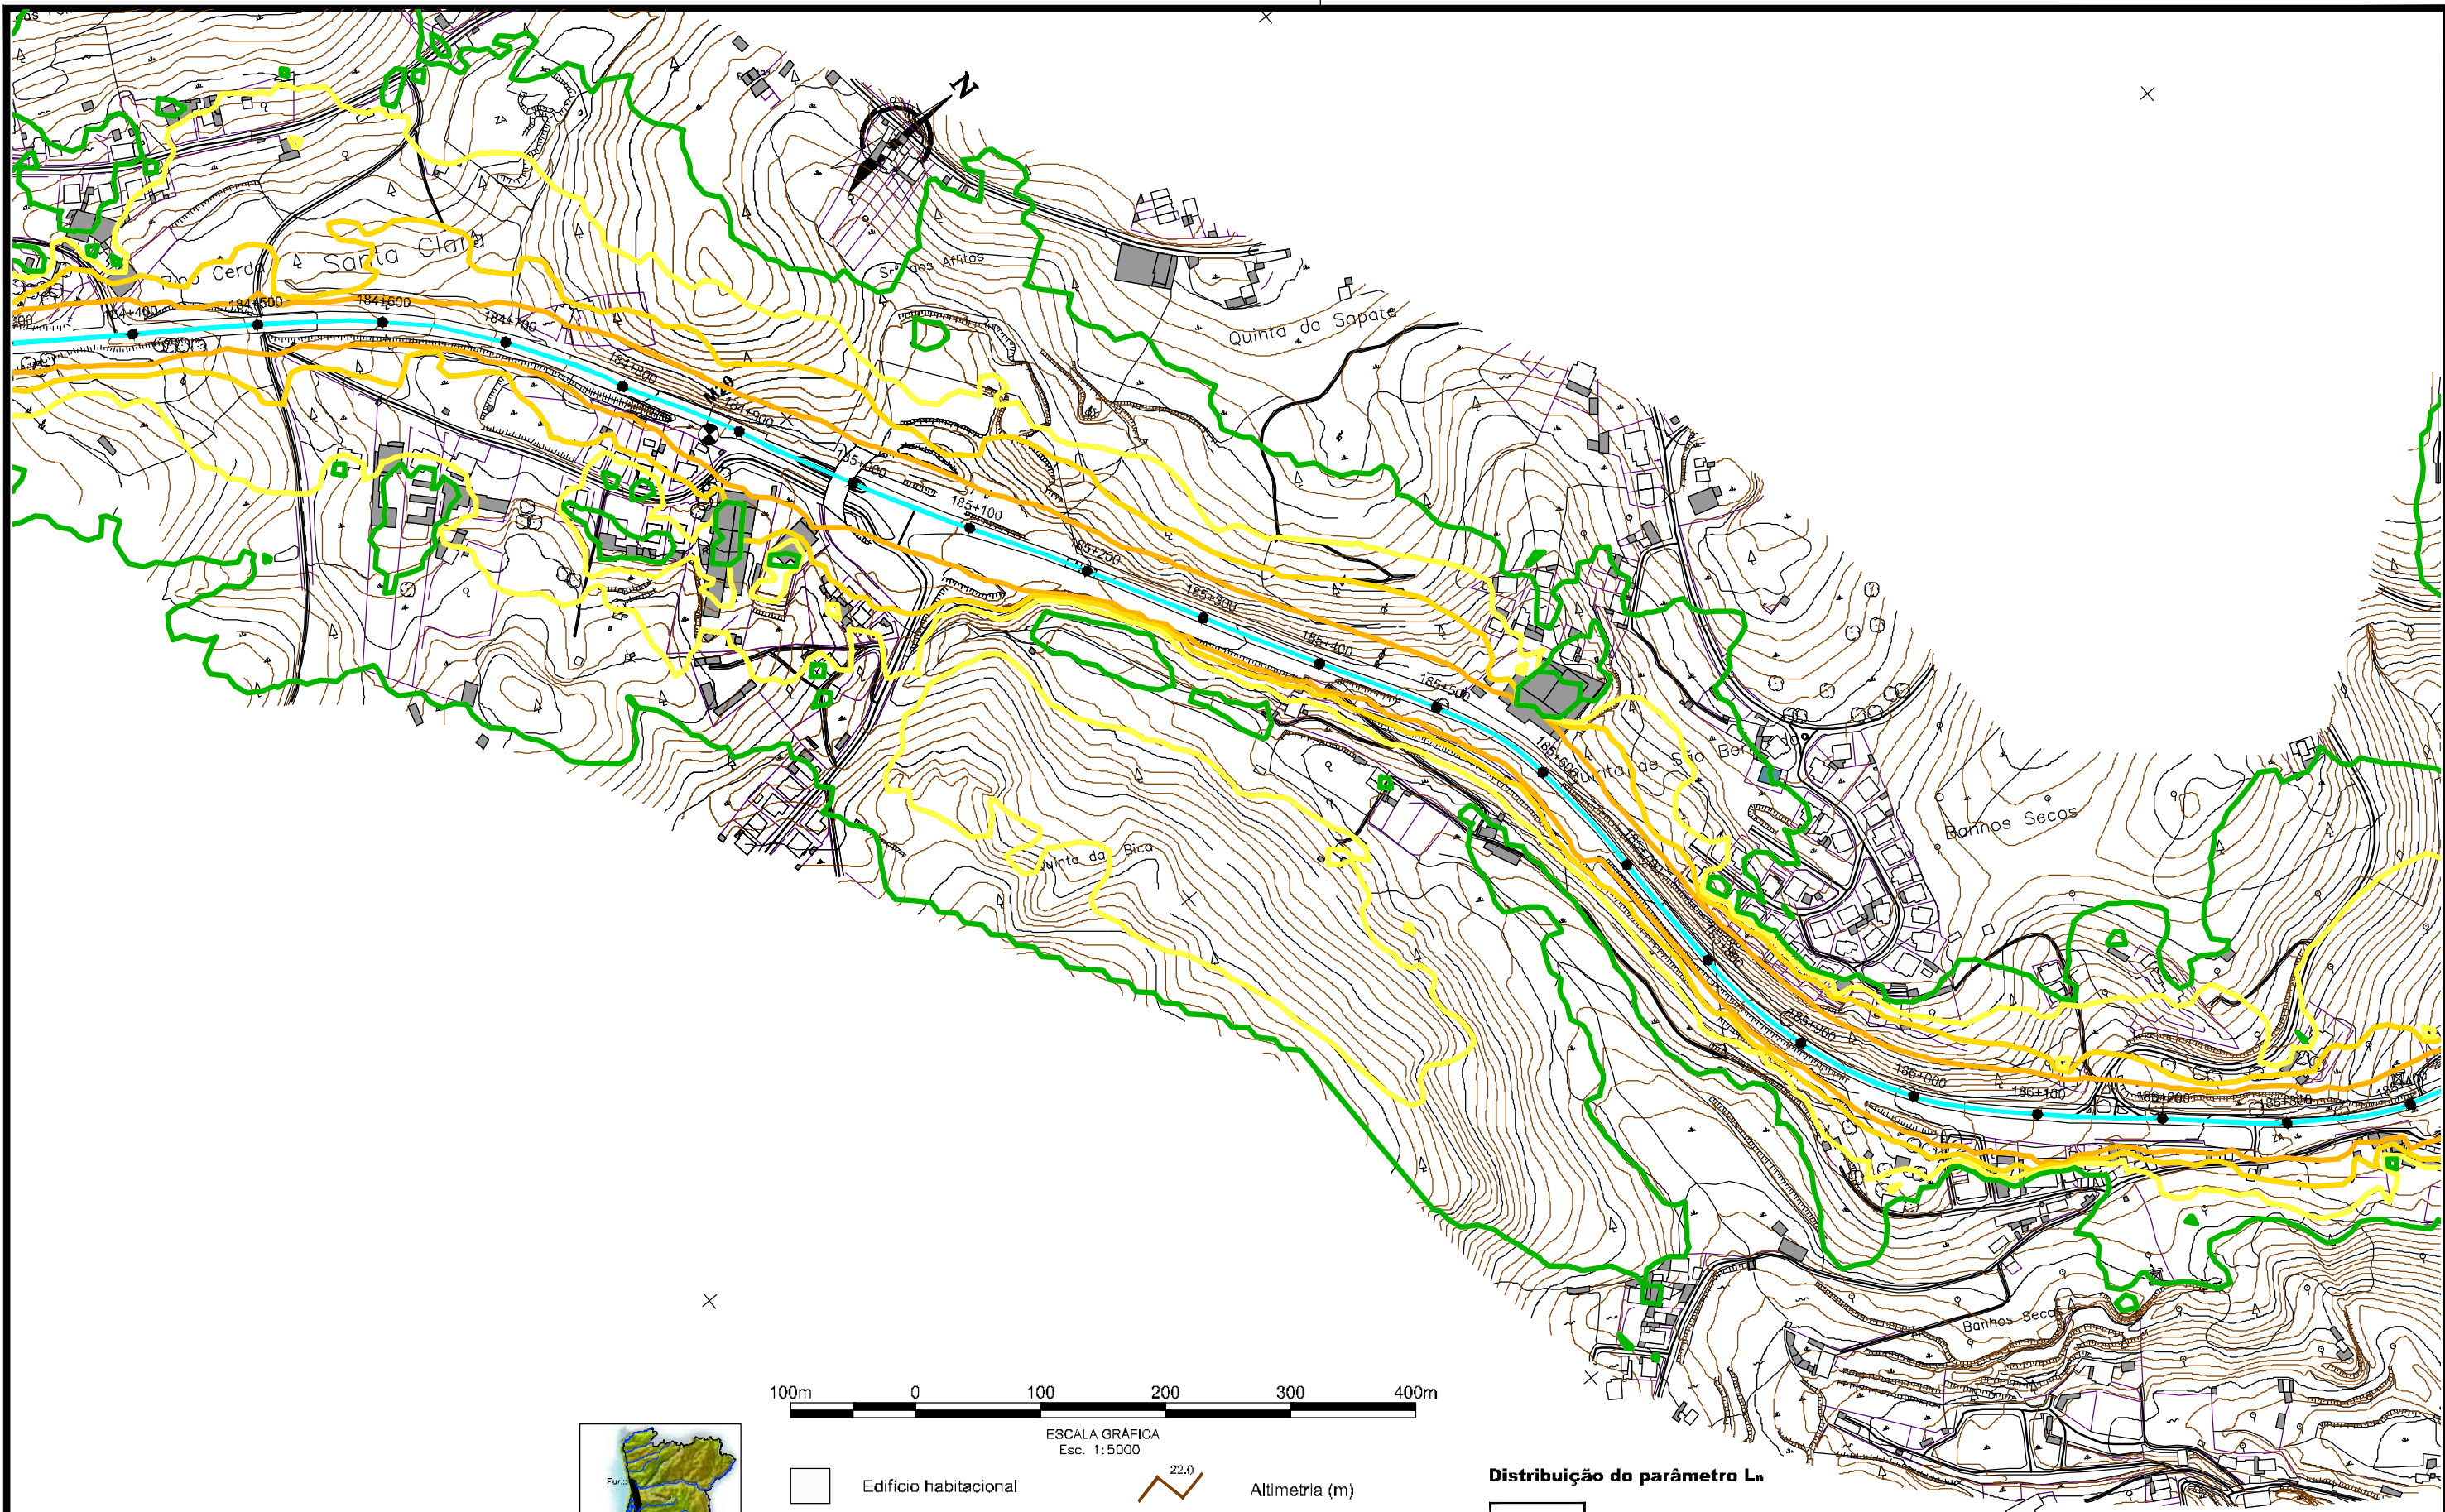 N
ZA
Santa Clara
Srª dos Aflitos
Quinta da Sapata
184+400
184+500
184+600
184+700
184+800
184+900
185+000
185+100
185+200
185+300
185+400
185+500
185+600
Banhos Secos
Quinta da Bica
185+900
186+000
186+100
186+200
186+300
ZA
Banhos Secos
100m 0 100 200 300 400m
ESCALA GRÁFICA
Esc. 1:5000
Edifício habitacional
22.0
Altimetria (m)
Distribuição do parâmetro Ln